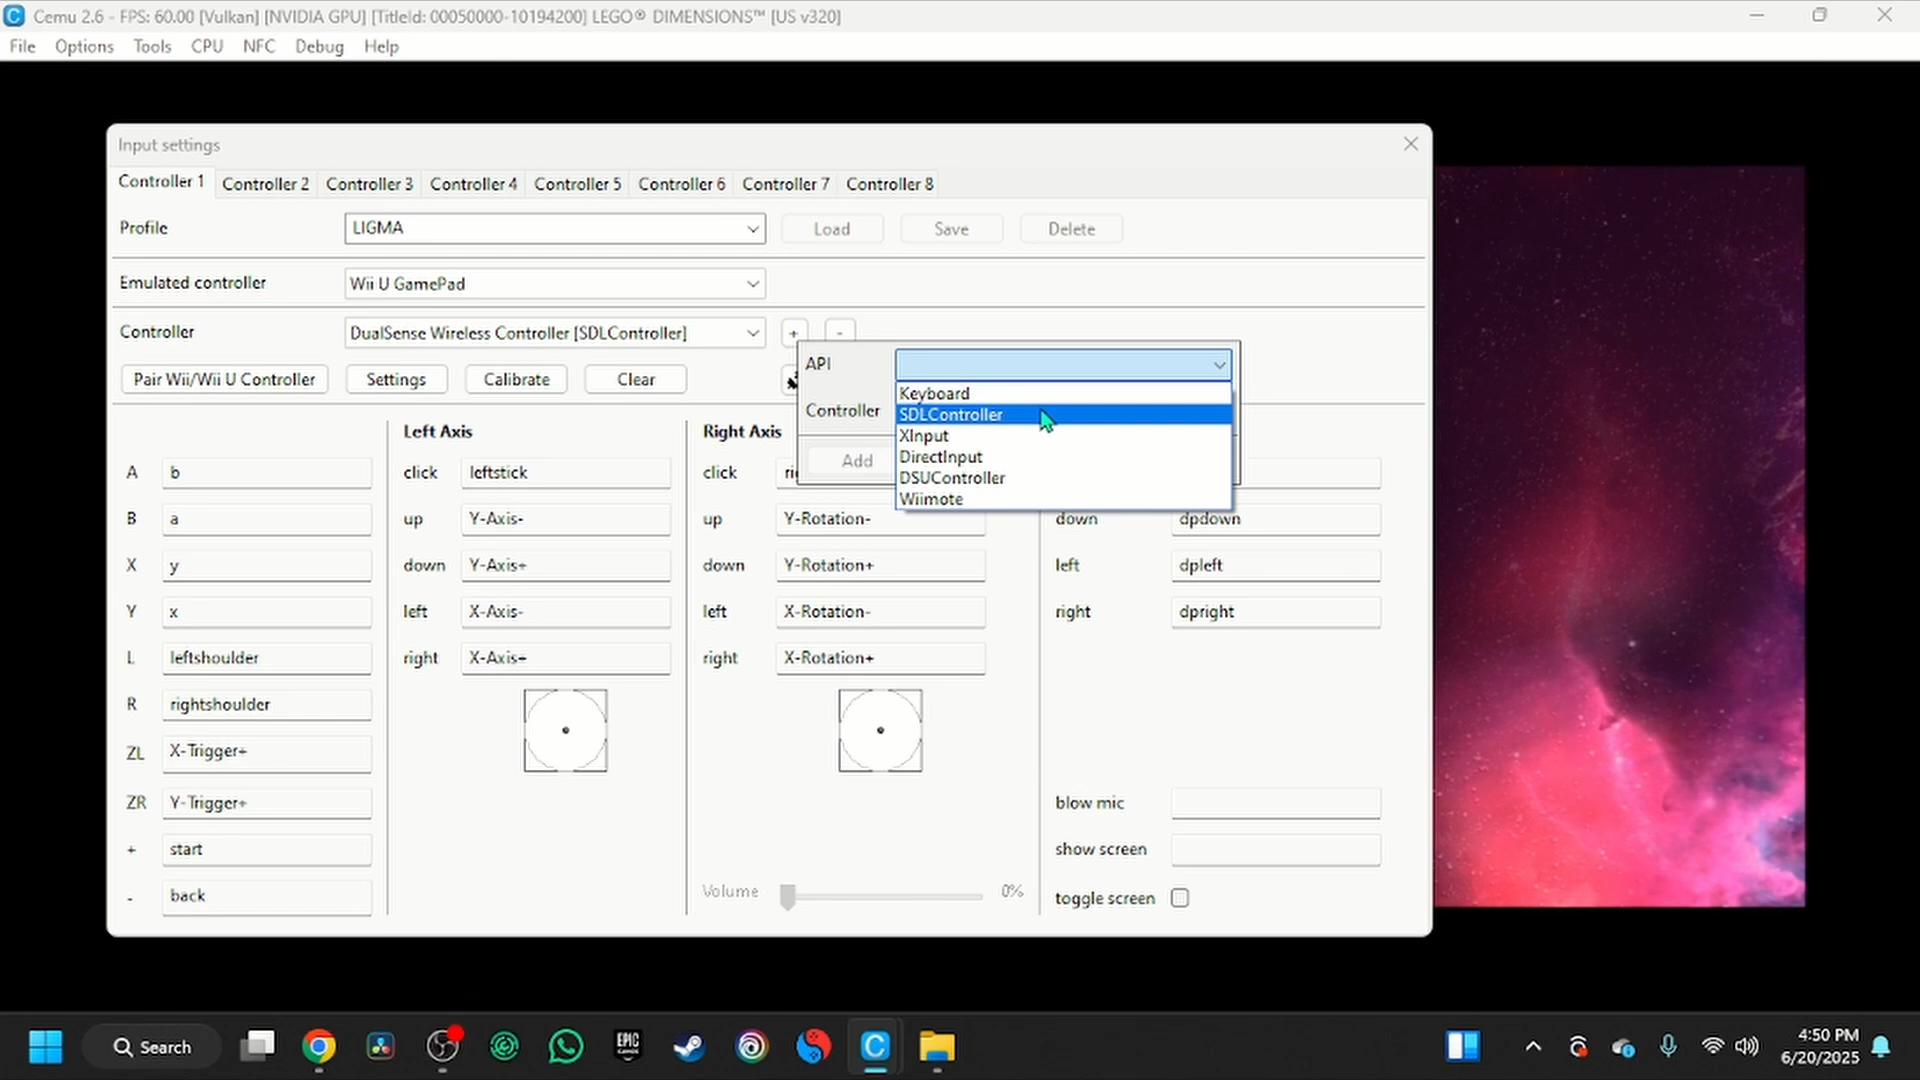 Cemu 2.6 - FPS: 60.00 [Vulkan] [NVIDIA GPU] [TitleId: 00050000-10194200] LEGO® DIMENSIONS™ [US v320]
File Options Tools CPU NFC Debug Help
Input settings
Controller 1 Controller 2 Controller 3 Controller 4 Controller 5 Controller 6 Controller 7 Controller 8
Profile LIGMA Load Save Delete
Emulated controller Wii U GamePad
Controller DualSense Wireless Controller [SDLController] + -
Pair Wii/Wii U Controller Settings Calibrate Clear
API
Controller
Add
Keyboard
SDLController
XInput
DirectInput
DSUController
Wiimote
Left Axis Right Axis
A b click leftstick click
B a up Y-Axis- up Y-Rotation- down dpdown
X y down Y-Axis+ down Y-Rotation+ left dpleft
Y x left X-Axis- left X-Rotation- right dpright
L leftshoulder right X-Axis+ right X-Rotation+
R rightshoulder
ZL X-Trigger+
ZR Y-Trigger+ blow mic
+ start show screen
- back Volume 0% toggle screen
Search
EPIC GAMES
4:50 PM
6/20/2025